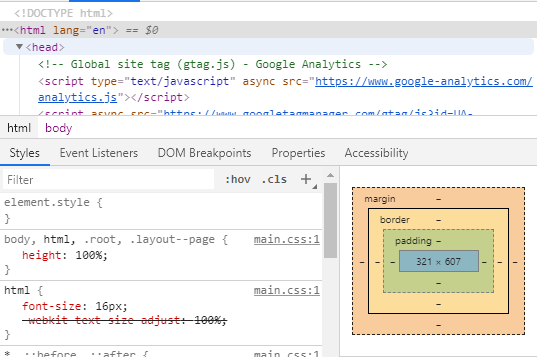 <!DOCTYPE html>
<html lang="en"> == $0
<head>
<!-- Global site tag (gtag.js) - Google Analytics -->
<script type="text/javascript" async src="https://www.google-analytics.com/
analytics.js"></script>
<script async src="https://www.googletagmanager.com/gtag/js?id=UA-
html body
Styles Event Listeners DOM Breakpoints Properties Accessibility
Filter :hov .cls +
element.style {
}
body, html, .root, .layout--page { main.css:1
height: 100%;
}
html { main.css:1
font-size: 16px;
-webkit-text-size-adjust: 100%;
}
*, ::before, ::after { main.css:1
margin -
border -
padding -
- - - 321 × 607 - - -
-
-
-